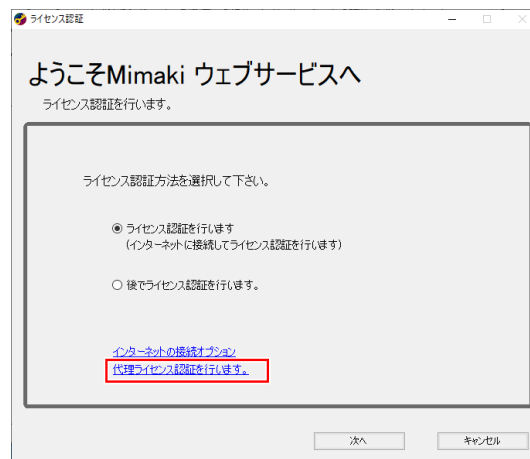 ライセンス認証
ようこそMimaki ウェブサービスへ
ライセンス認証を行います。
ライセンス認証方法を選択して下さい。
ライセンス認証を行います
(インターネットに接続してライセンス認証を行います)
後でライセンス認証を行います。
インターネットの接続オプション
代理ライセンス認証を行います。
次へ
キャンセル